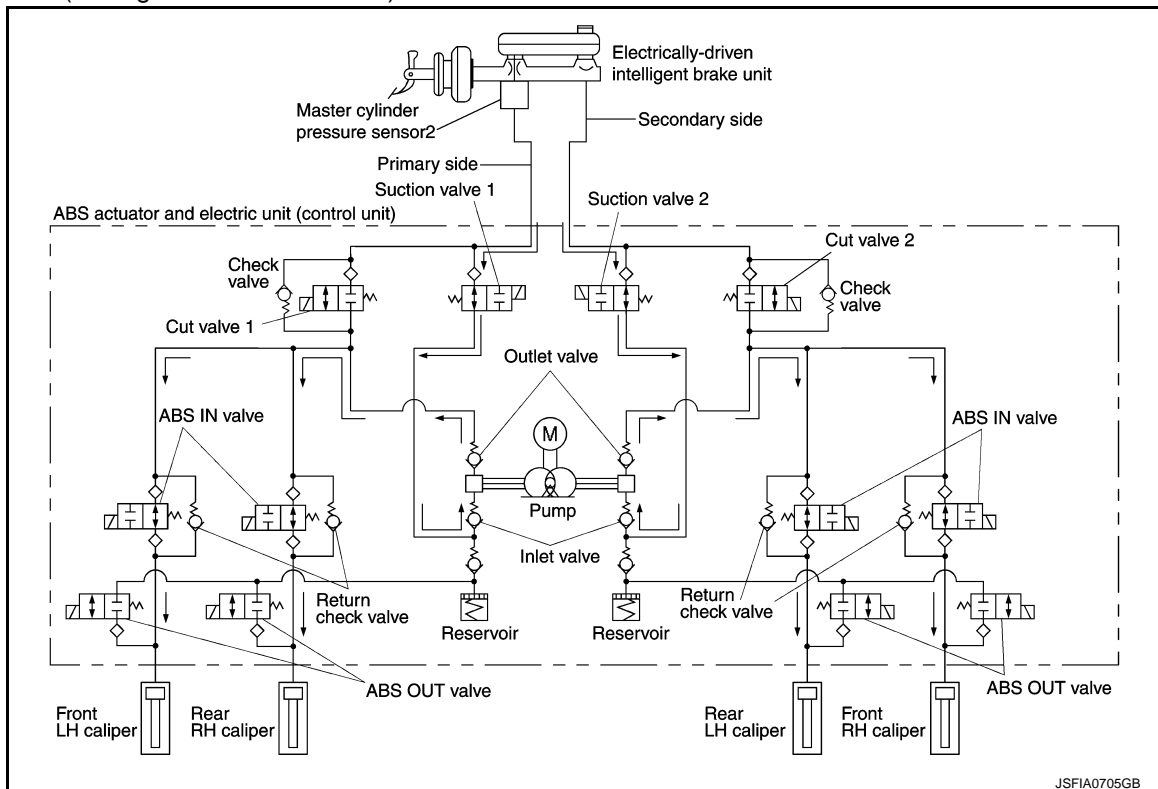 Electrically-driven
intelligent brake unit
Master cylinder
pressure sensor2
Secondary side
Primary side
Suction valve 1
Suction valve 2
ABS actuator and electric unit (control unit)
Cut valve 2
Check
valve
Check
valve
Cut valve 1
Outlet valve
ABS IN valve
ABS IN valve
M
Pump
Inlet valve
Return
check valve
Return
check valve
Reservoir
Reservoir
ABS OUT valve
ABS OUT valve
Front
LH caliper
Rear
RH caliper
Rear
LH caliper
Front
RH caliper
JSFIA0705GB